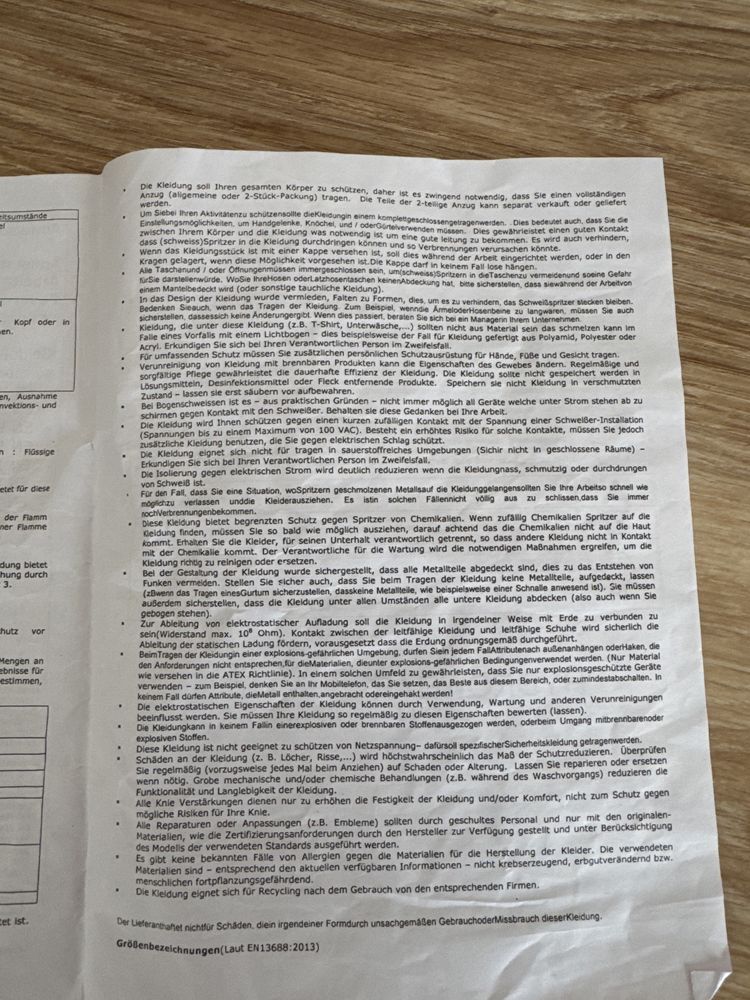 eitsumstände
Kopf oder in
en, Ausnahme
nvektions- und
n : Flüssige
etet für diese
der Flamm
ner Flamme
dung bietet
hung durch
3.
hutz vor
Mengen an
ebnisse für
estimmen,
tet ist.
• Die Kleidung soll Ihren gesamten Körper zu schützen, daher ist es zwingend notwendig, dass Sie einen vollständigen
Anzug (allgemeine oder 2-Stück-Packung) tragen. Die Teile der 2-teilige Anzug kann separat verkauft oder geliefert
werden.
• Um Siebei Ihren Aktivitätenzu schützensollte dieKleidungin einem komplettgeschlossengetragenwerden. Dies bedeutet auch, dass Sie die
Einstellungsmöglichkeiten, um Handgelenke, Knöchel, und / oderGürtelverwenden müssen. Dies gewährleistet einen guten Kontakt
zwischen Ihrem Körper und die Kleidung was notwendig ist um eine gute leitung zu bekommen. Es wird auch verhindern,
dass (schweiss)Spritzer in die Kleidung durchdringen können und so Verbrennungen verursachen könnte.
• Wenn das Kleidungsstück ist mit einer Kappe versehen ist, soll dies während der Arbeit eingerichtet werden, oder in den
Kragen gelagert, wenn diese Möglichkeit vorgesehen ist.Die Kappe darf in keinem Fall lose hängen.
• Alle Taschenund / oder Öffnungenmüssen immergeschlossen sein, um(schweiss)Spritzern in dieTaschenzu vermeidenund soeine Gefahr
fürSie darstellenwürde. WoSie IhreHosen oderLatzhosentaschen keinenAbdeckung hat, bitte sicherstellen, dass siewährend der Arbeitvon
einem Mantelbedeckt wird (oder sonstige tauchliche Kleidung).
• In das Design der Kleidung wurde vermieden, Falten zu Formen, dies, um es zu verhindern, das Schweißspritzer stecken bleiben.
Bedenken Sieauch, wenn das Tragen der Kleidung. Zum Beispiel, wenndie ÄrmeloderHosenbeine zu langwaren, müssen Sie auch
sicherstellen, dassessich keine Änderungergibt. Wenn dies passiert, beraten Sie sich bei ein Managerin Ihrem Unternehmen.
• Kleidung, die unter diese Kleidung (z.B. T-Shirt, Unterwäsche,...) sollten nicht aus Material sein das schmelzen kann im
Falle eines Vorfalls mit einem Lichtbogen – dies beispielsweise der Fall für Kleidung gefertigt aus Polyamid, Polyester oder
Acryl. Erkundigen Sie sich bei Ihren Verantwortlichen Person im Zweifelsfall.
• Für umfassenden Schutz müssen Sie zusätzlichen persönlichen Schutzausrüstung für Hände, Füße und Gesicht tragen.
• Verunreinigung von Kleidung mit brennbaren Produkten kann die Eigenschaften des Gewebes ändern. Regelmäßige und
sorgfältige Pflege gewährleistet die dauerhafte Effizienz der Kleidung. Die Kleidung sollte nicht gespeichert werden in
Lösungsmitteln, Desinfektionsmittel oder Fleck entfernende Produkte. Speichern sie nicht Kleidung in verschmutzten
Zustand – lassen sie erst säubern vor aufbewahren.
• Bei Bogenschweissen ist es – aus praktischen Gründen – nicht immer möglich all Geräte welche unter Strom stehen ab zu
schirmen gegen Kontakt mit den Schweißer. Behalten sie diese Gedanken bei Ihre Arbeit.
• Die Kleidung wird Ihnen schützen gegen einen kurzen zufälligen Kontakt mit der Spannung einer Schweißer-Installation
(Spannungen bis zu einem Maximum von 100 VAC). Besteht ein erhöhtes Risiko für solche Kontakte, müssen Sie jedoch
zusätzliche Kleidung benutzen, die Sie gegen elektrischen Schlag schützt.
• Die Kleidung eignet sich nicht für tragen in sauerstoffreiches Umgebungen (Sichir nicht in geschlossene Räume) –
Erkundigen Sie sich bei Ihren Verantwortlichen Person im Zweifelsfall.
Die Isolierung gegen elektrischen Strom wird deutlich reduzieren wenn die Kleidungnass, schmutzig oder durchdrungen
von Schweiß ist.
• Für den Fall, dass Sie eine Situation, woSpritzern geschmolzenen Metallsauf die Kleidunggelangensollten Sie Ihre Arbeitso schnell wie
möglichzu verlassen unddie Kleiderausziehen. Es istin solchen Fällennicht völlig aus zu schlissen,dass Sie immer
nochVerbrennungenbekommen.
• Diese Kleidung bietet begrenzten Schutz gegen Spritzer von Chemikalien. Wenn zufällig Chemikalien Spritzer auf die
Kleidung finden, müssen Sie so bald wie möglich ausziehen, darauf achtend das die Chemikalien nicht auf die Haut
kommt. Erhalten Sie die Kleider, für seinen Unterhalt verantwortlich getrennt, so dass andere Kleidung nicht in Kontakt
mit der Chemikalie kommt. Der Verantwortliche für die Wartung wird die notwendigen Maßnahmen ergreifen, um die
Kleidung richtig zu reinigen oder ersetzen.
• Bei der Gestaltung der Kleidung wurde sichergestellt, dass alle Metallteile abgedeckt sind, dies zu das Entstehen von
Funken vermeiden. Stellen Sie sicher auch, dass Sie beim Tragen der Kleidung keine Metallteile, aufgedeckt, lassen
(zBwenn das Tragen einesGurtum sicherzustellen, dasskeine Metallteile, wie beispielsweise einer Schnalle anwesend ist). Sie müssen
außerdem sicherstellen, dass die Kleidung unter allen Umständen alle untere Kleidung abdecken (also auch wenn Sie
gebogen stehen).
• Zur Ableitung von elektrostatischer Aufladung soll die Kleidung in Irgendeiner Weise mit Erde zu verbunden zu
sein(Widerstand max. 10⁸ Ohm). Kontakt zwischen der leitfähige Kleidung und leitfähige Schuhe wird sicherlich die
Ableitung der statischen Ladung fördern, vorausgesetzt dass die Erdung ordnungsgemäß durchgeführt.
• BeimTragen der Kleidungin einer explosions-gefährlichen Umgebung, durfen Siein jedem FallAttributenach außenanhängen oderHaken, die
den Anforderungen nicht entsprechen,für dieMaterialen, dieunter explosions-gefährlichen Bedingungenverwendet werden. (Nur Material
wie versehen in die ATEX Richtlinie). In einem solchen Umfeld zu gewährleisten, dass Sie nur explosionsgeschützte Geräte
verwenden – zum Beispiel, denken Sie an Ihr Mobiltelefon, das Sie setzen, das Beste aus diesem Bereich, oder zumindestabschalten. In
keinem Fall dürfen Attribute, dieMetall enthalten,angebracht odereingehakt werden!
• Die elektrostatischen Eigenschaften der Kleidung können durch Verwendung, Wartung und anderen Verunreinigungen
beeinflusst werden. Sie müssen Ihre Kleidung so regelmäßig zu diesen Eigenschaften bewerten (lassen).
• Die Kleidungkann in keinem Fallin einerexplosiven oder brennbaren Stoffenausgezogen werden, oderbeim Umgang mitbrennbarenoder
explosiven Stoffen.
• Diese Kleidung ist nicht geeignet zu schützen von Netzspannung– dafürsoll spezfischerSicherheitskleidung getragenwerden.
• Schäden an der Kleidung (z. B. Löcher, Risse,...) wird höchstwahrscheinlich das Maß der Schutzreduzieren. Überprüfen
Sie regelmäßig (vorzugsweise jedes Mal beim Anziehen) auf Schaden oder Alterung. Lassen Sie reparieren oder ersetzen
wenn nötig. Grobe mechanische und/oder chemische Behandlungen (z.B. während des Waschvorgangs) reduzieren die
Funktionalität und Langlebigkeit der Kleidung.
• Alle Knie Verstärkungen dienen nur zu erhöhen die Festigkeit der Kleidung und/oder Komfort, nicht zum Schutz gegen
mögliche Risiken für Ihre Knie.
• Alle Reparaturen oder Anpassungen (z.B. Embleme) sollten durch geschultes Personal und nur mit den originalen-
Materialien, wie die Zertifizierungsanforderungen durch den Hersteller zur Verfügung gestellt und unter Berücksichtigung
des Modells der verwendeten Standards ausgeführt werden.
• Es gibt keine bekannten Fälle von Allergien gegen die Materialien für die Herstellung der Kleider. Die verwendeten
Materialien sind – entsprechend den aktuellen verfügbaren Informationen – nicht krebserzeugend, erbgutverändernd bzw.
menschlichen fortpflanzungsgefährdend.
• Die Kleidung eignet sich für Recycling nach dem Gebrauch von den entsprechenden Firmen.
Der Lieferanthaftet nichtfür Schäden, diein irgendeiner Formdurch unsachgemäßen GebrauchoderMissbrauch dieserKleidung.
Größenbezeichnungen(Laut EN13688:2013)